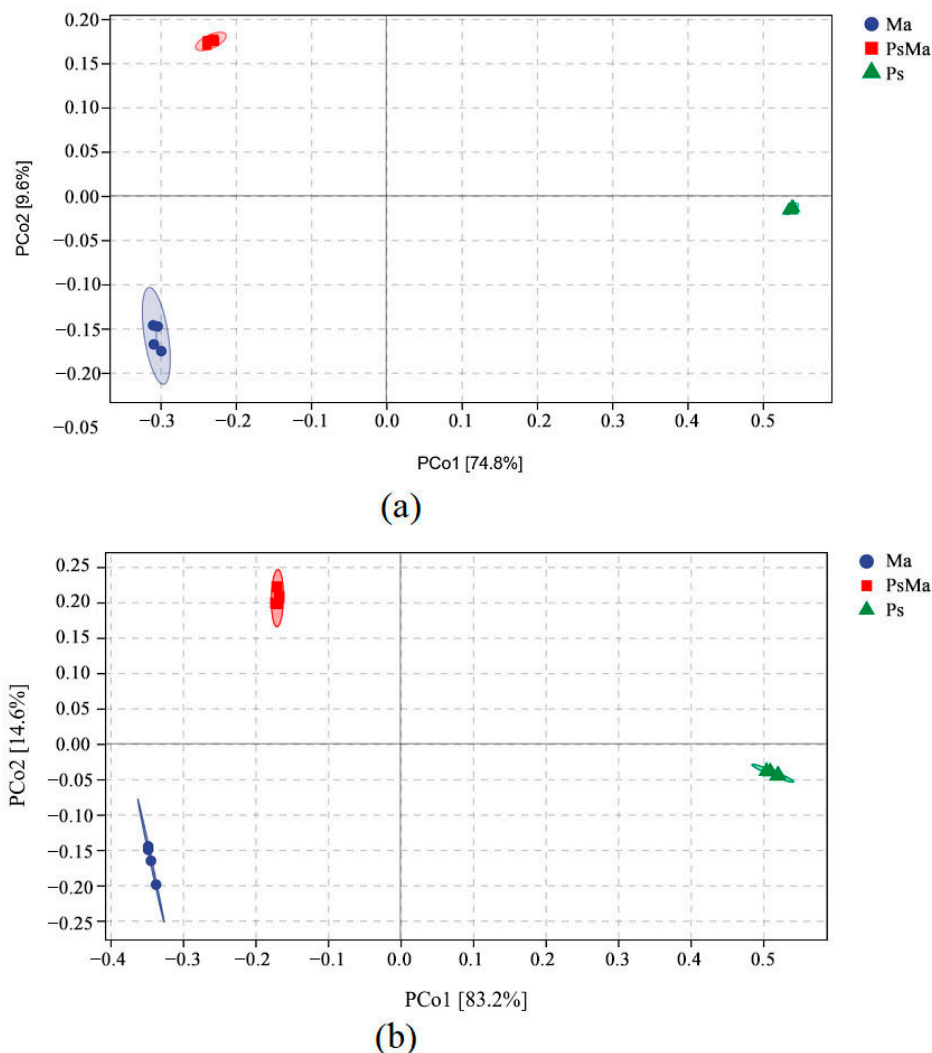 0.20
0.15
0.10
0.05
0.00
−0.05
−0.10
−0.15
−0.20
−0.05
PCo2 [9.6%]
−0.3 −0.2 −0.1 0.0 0.1 0.2 0.3 0.4 0.5
PCo1 [74.8%]
Ma
PsMa
Ps
(a)
0.25
0.20
0.15
0.10
0.05
0.00
−0.05
−0.10
−0.15
−0.20
−0.25
PCo2 [14.6%]
−0.4 −0.3 −0.2 −0.1 0.0 0.1 0.2 0.3 0.4 0.5
PCo1 [83.2%]
Ma
PsMa
Ps
(b)